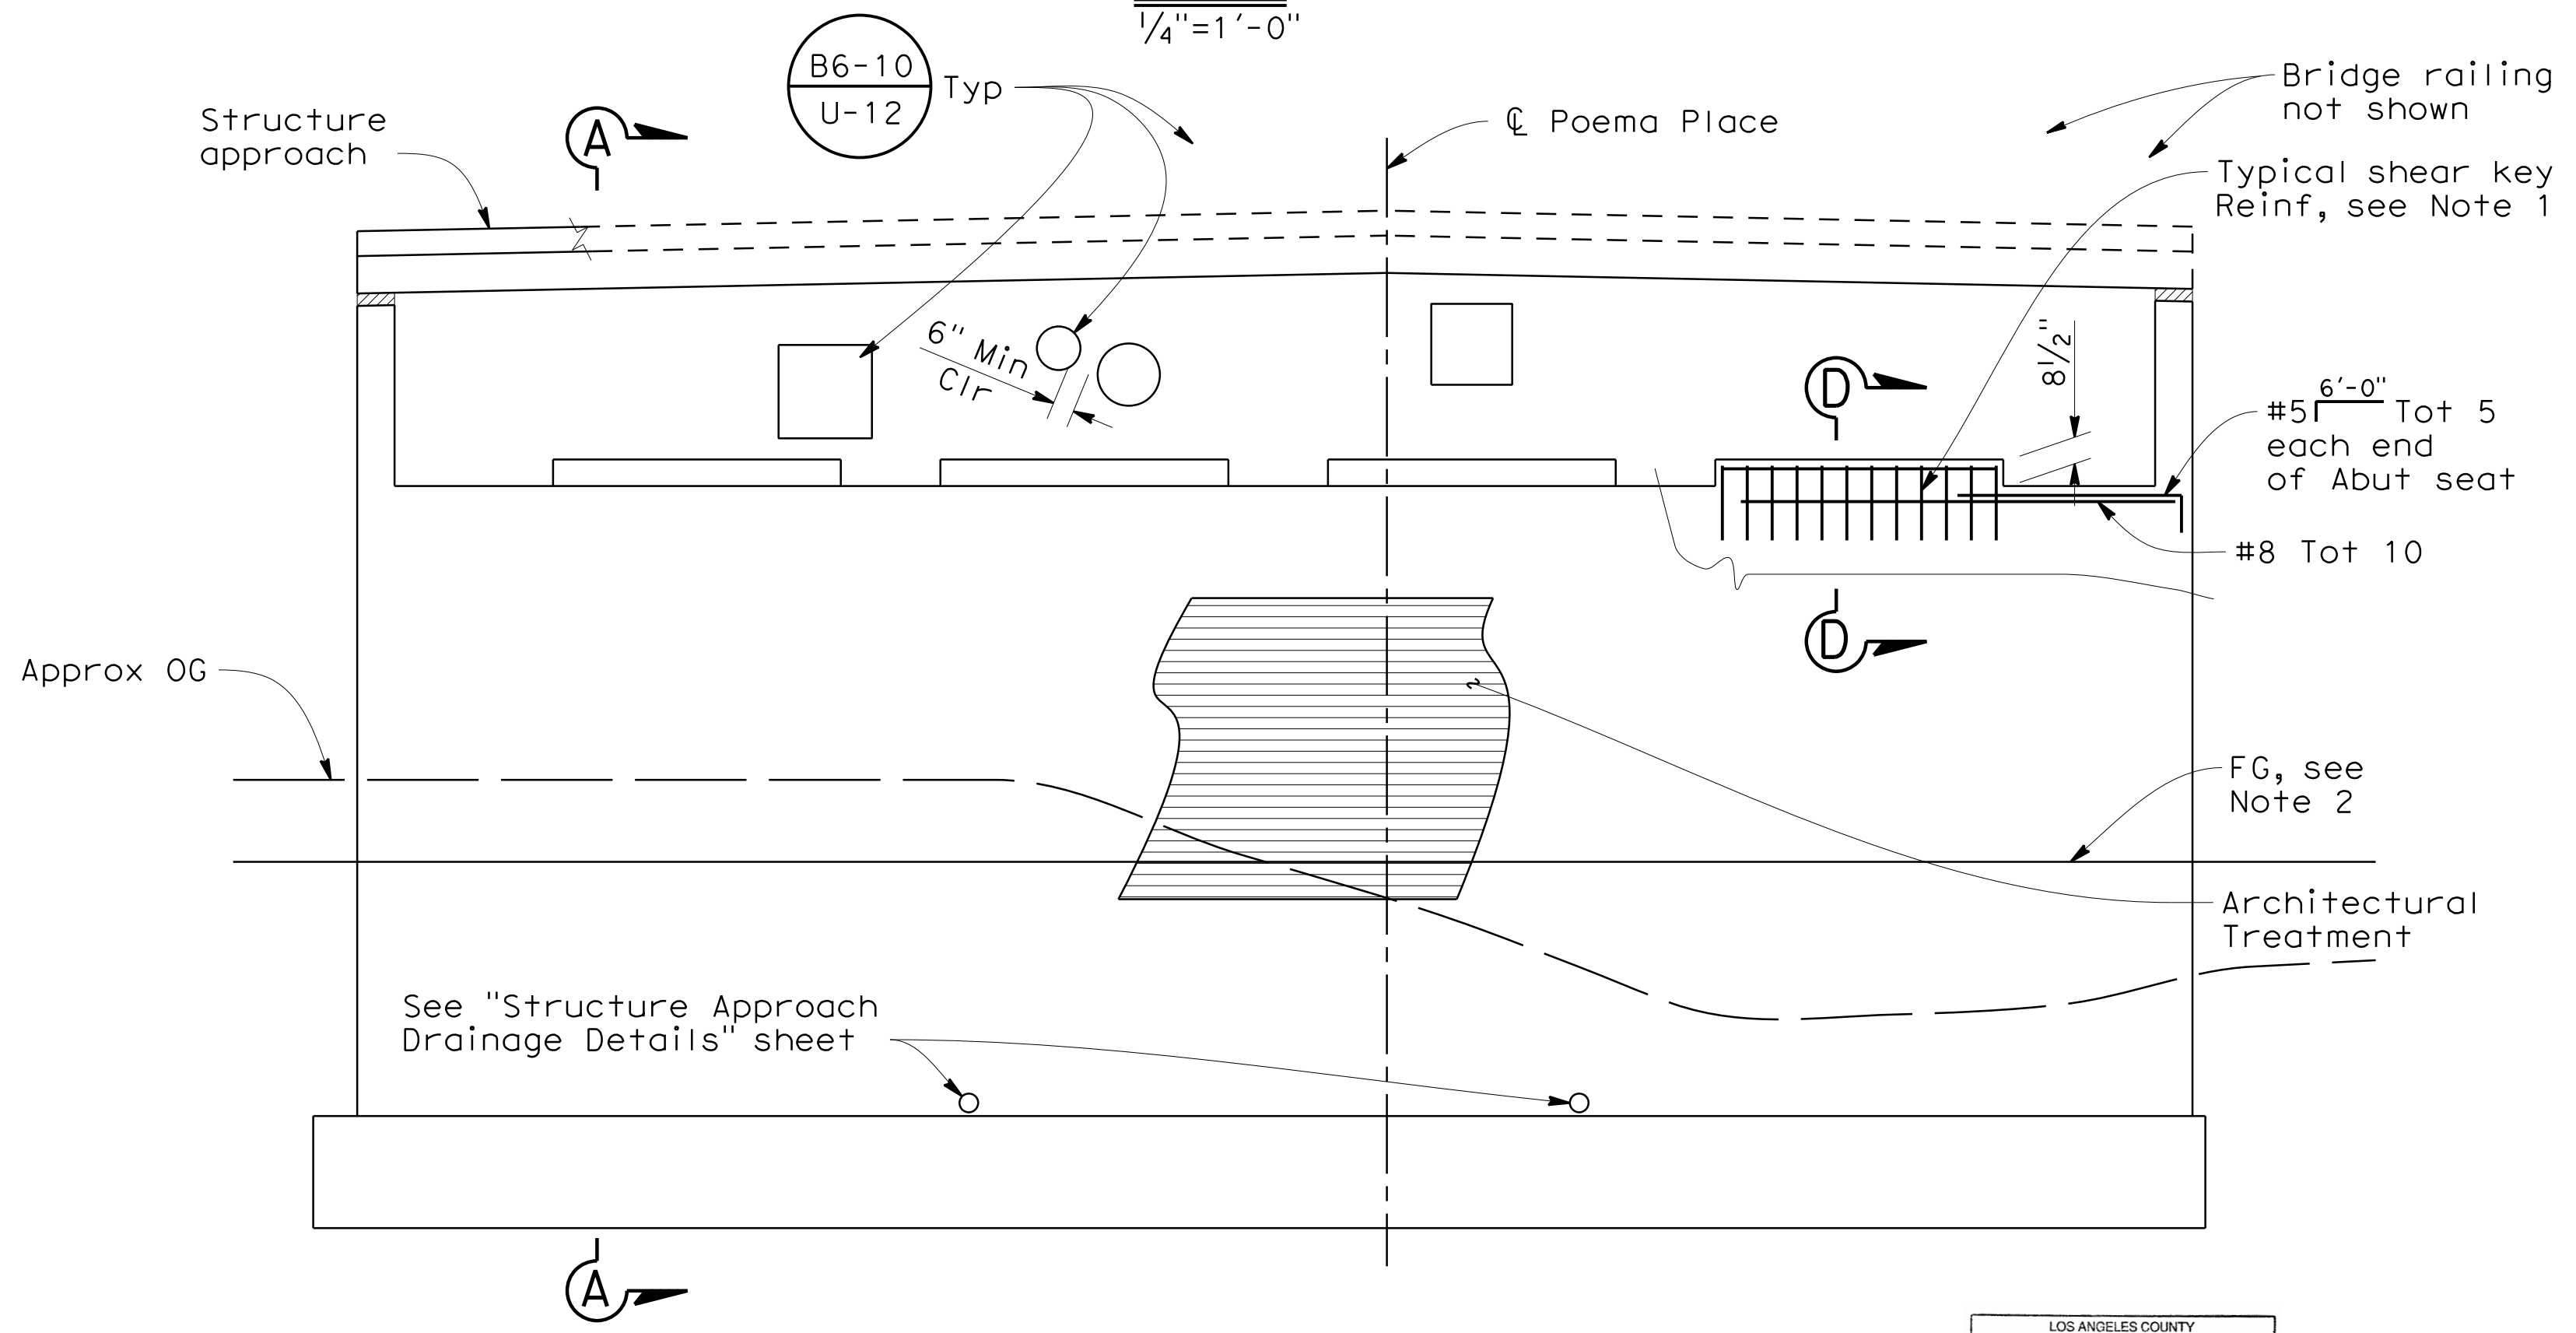 1/4"=1'-0"
B6-10
U-12
Typ
Structure
approach
A
℄ Poema Place
Bridge railing
not shown
Typical shear key
Reinf, see Note 1
6" Min
Clr
D
8 1/2"
6'-0"
#5 Tot 5
each end
of Abut seat
#8 Tot 10
D
Approx OG
FG, see
Note 2
Architectural
Treatment
See "Structure Approach
Drainage Details" sheet
A
LOS ANGELES COUNTY